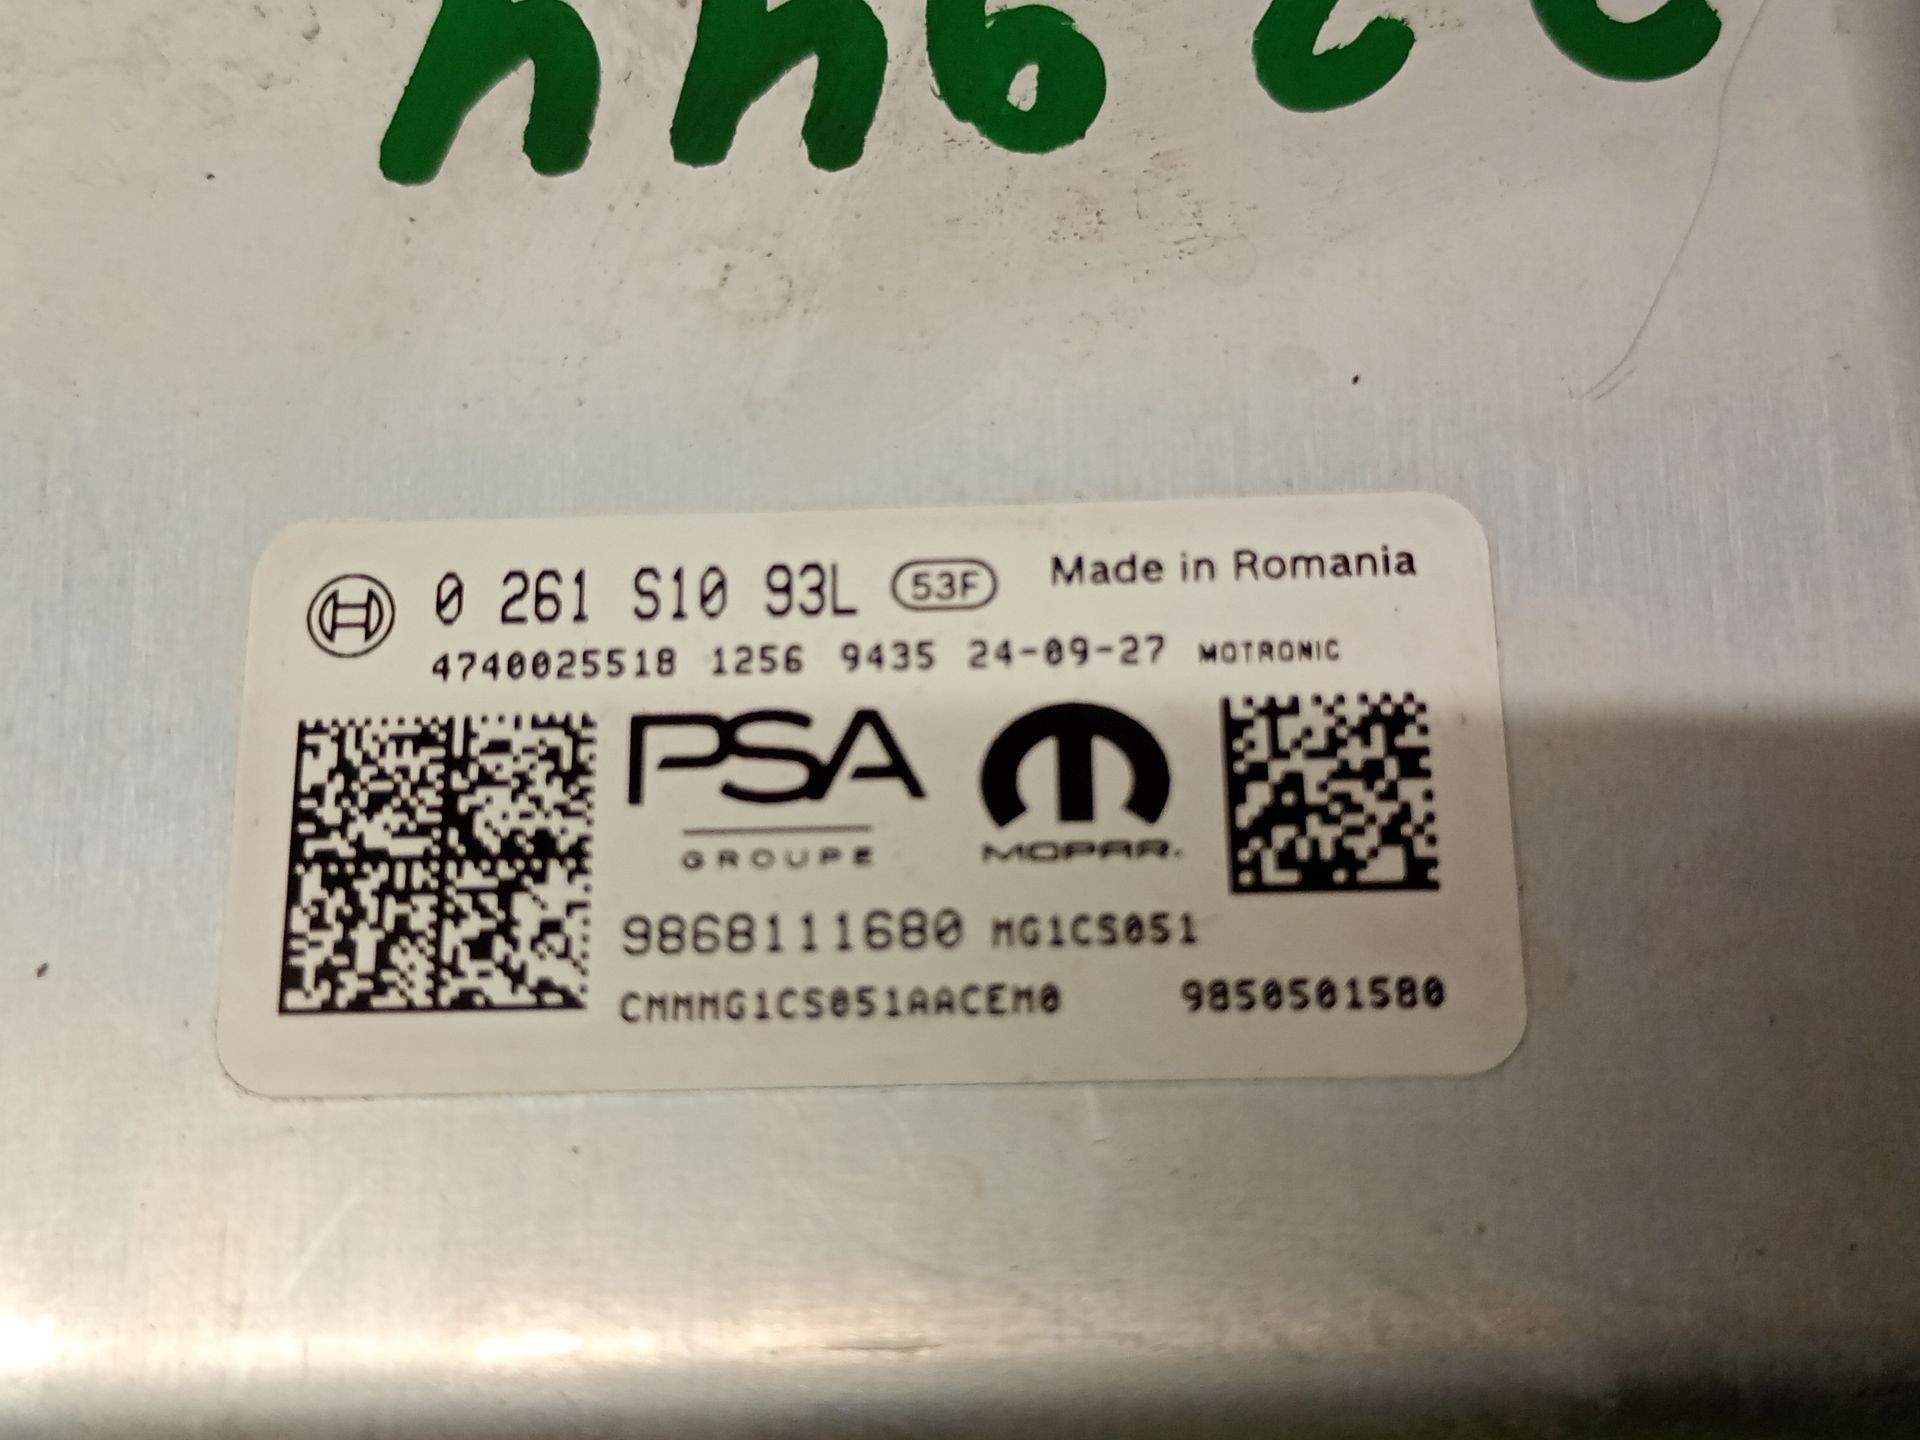 0 261 S10 93L 53F Made in Romania
4740025518 1256 9435 24-09-27 MOTRONIC
PSA
GROUPE
MOPAR.
9868111680 MG1CS051
CMMMG1CS051AACEM0 9850501580